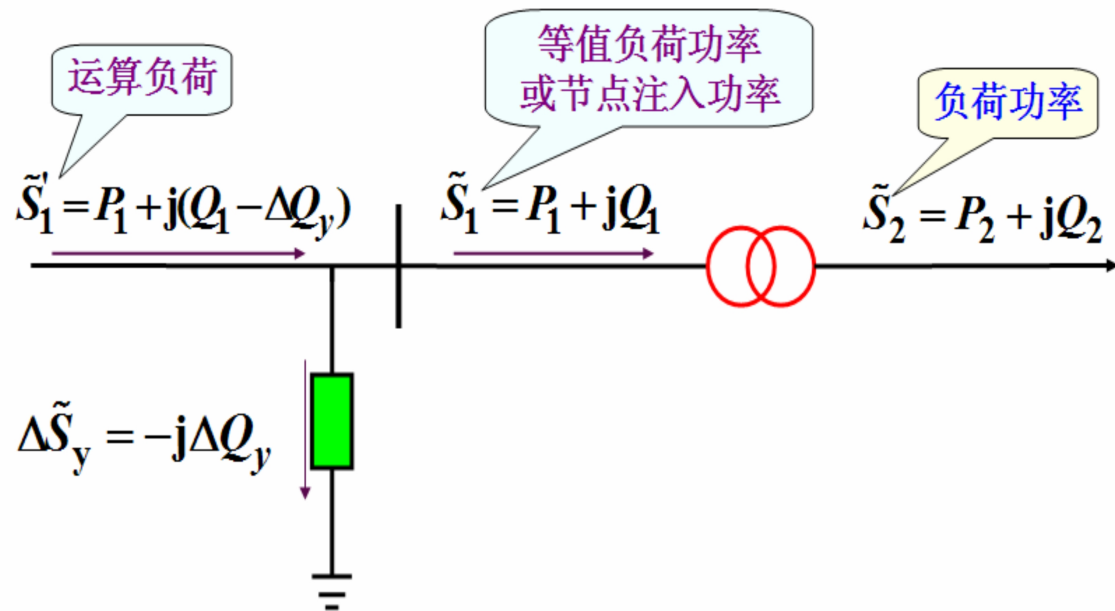 运算负荷
等值负荷功率
或节点注入功率
负荷功率
S̃₁' = P₁ + j(Q₁ − ΔQ_y)
S̃₁ = P₁ + jQ₁
S̃₂ = P₂ + jQ₂
ΔS̃_y = −jΔQ_y